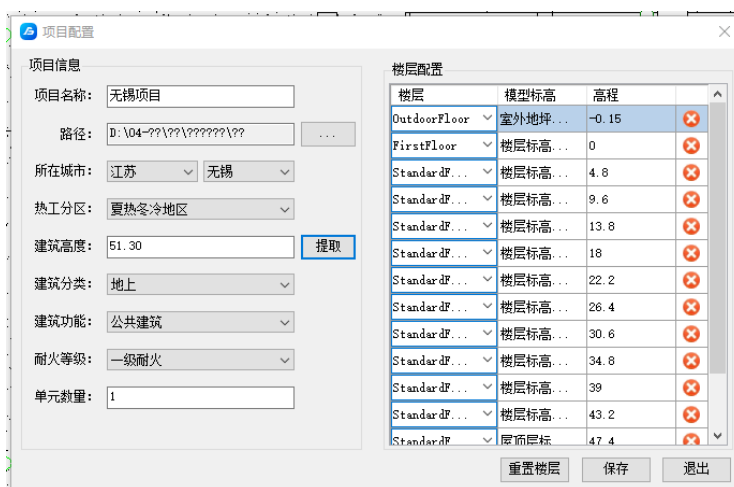 项目配置
项目信息
项目名称: 无锡项目
路径: D:\04-??\??\??????\?? ...
所在城市: 江苏 无锡
热工分区: 夏热冬冷地区
建筑高度: 51.30 提取
建筑分类: 地上
建筑功能: 公共建筑
耐火等级: 一级耐火
单元数量: 1
楼层配置
楼层 模型标高 高程
OutdoorFloor 室外地坪... -0.15
FirstFloor 楼层标高... 0
StandardF... 楼层标高... 4.8
StandardF... 楼层标高... 9.6
StandardF... 楼层标高... 13.8
StandardF... 楼层标高... 18
StandardF... 楼层标高... 22.2
StandardF... 楼层标高... 26.4
StandardF... 楼层标高... 30.6
StandardF... 楼层标高... 34.8
StandardF... 楼层标高... 39
StandardF... 楼层标高... 43.2
StandardF 屋顶层标 47.4
重置楼层 保存 退出